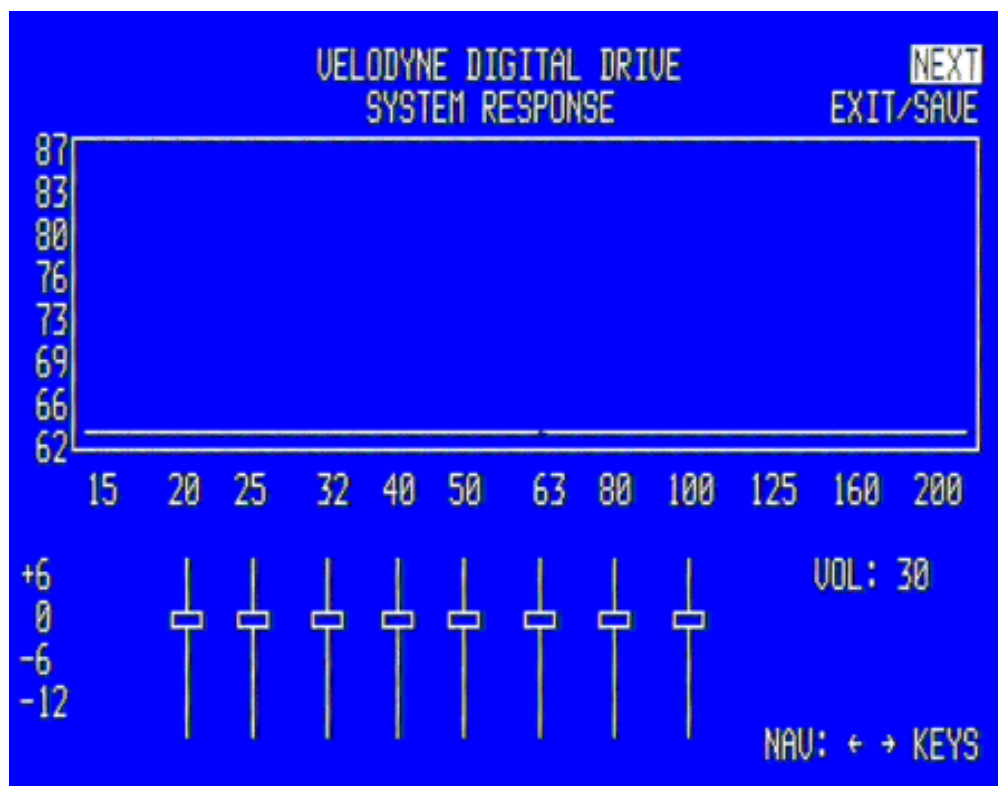 VELODYNE DIGITAL DRIVE NEXT
SYSTEM RESPONSE EXIT/SAVE
87
83
80
76
73
69
66
62
15 20 25 32 40 50 63 80 100 125 160 200
+6 VOL: 30
0
-6
-12
NAV: ← → KEYS